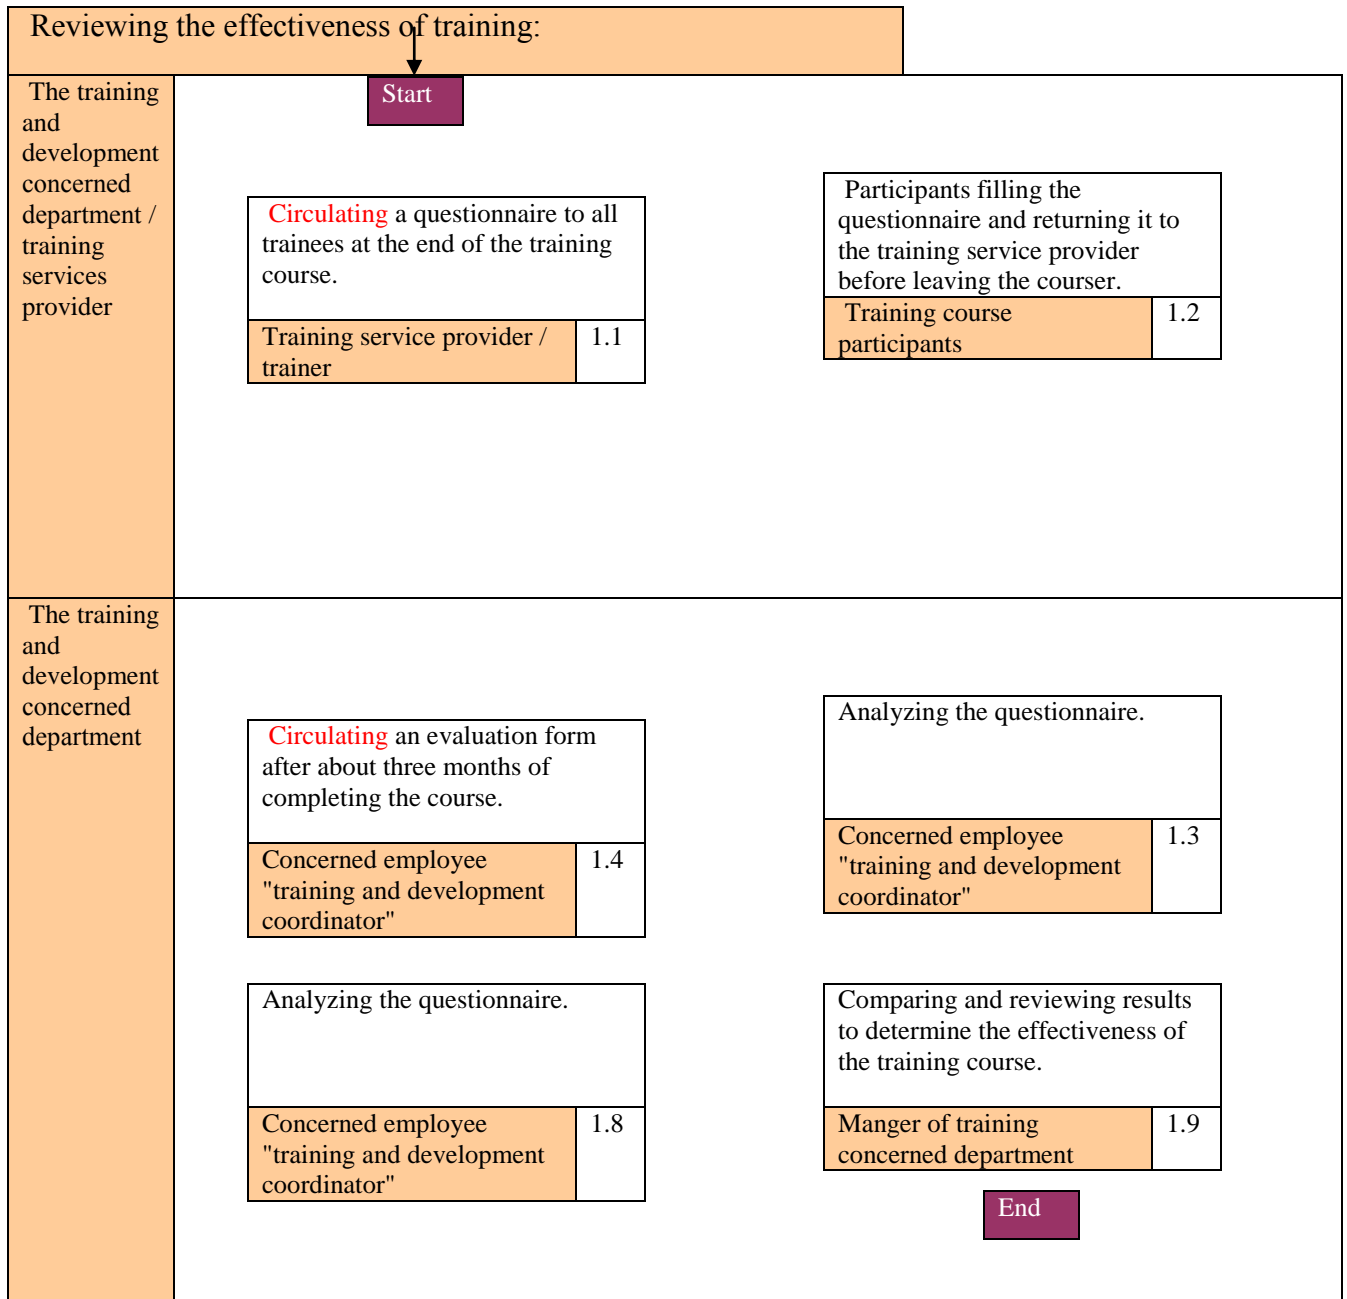 Reviewing the effectiveness of training:
The training
and
development
concerned
department /
training
services
provider
Start
Circulating a questionnaire to all
trainees at the end of the training
course.
Training service provider /
trainer
1.1
Participants filling the
questionnaire and returning it to
the training service provider
before leaving the courser.
Training course
participants
1.2
The training
and
development
concerned
department
Circulating an evaluation form
after about three months of
completing the course.
Concerned employee
"training and development
coordinator"
1.4
Analyzing the questionnaire.
Concerned employee
"training and development
coordinator"
1.3
Analyzing the questionnaire.
Concerned employee
"training and development
coordinator"
1.8
Comparing and reviewing results
to determine the effectiveness of
the training course.
Manger of training
concerned department
1.9
End